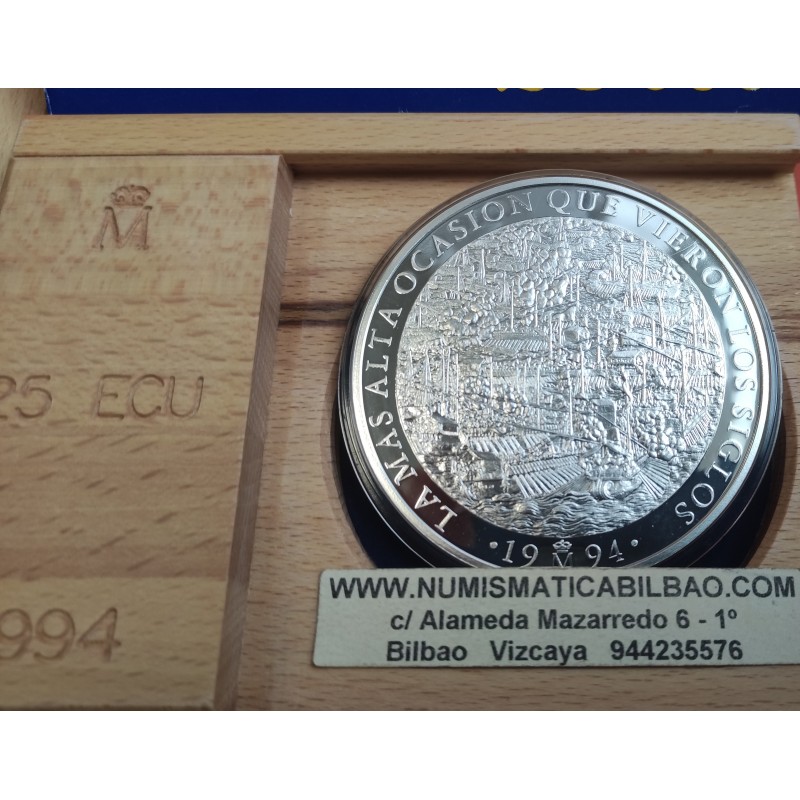 M
25 ECU
1994
LA MAS ALTA OCASION QUE VIERON LOS SIGLOS
· 19 M 94 ·
WWW.NUMISMATICABILBAO.COM
c/ Alameda Mazarredo 6 - 1º
Bilbao Vizcaya 944235576